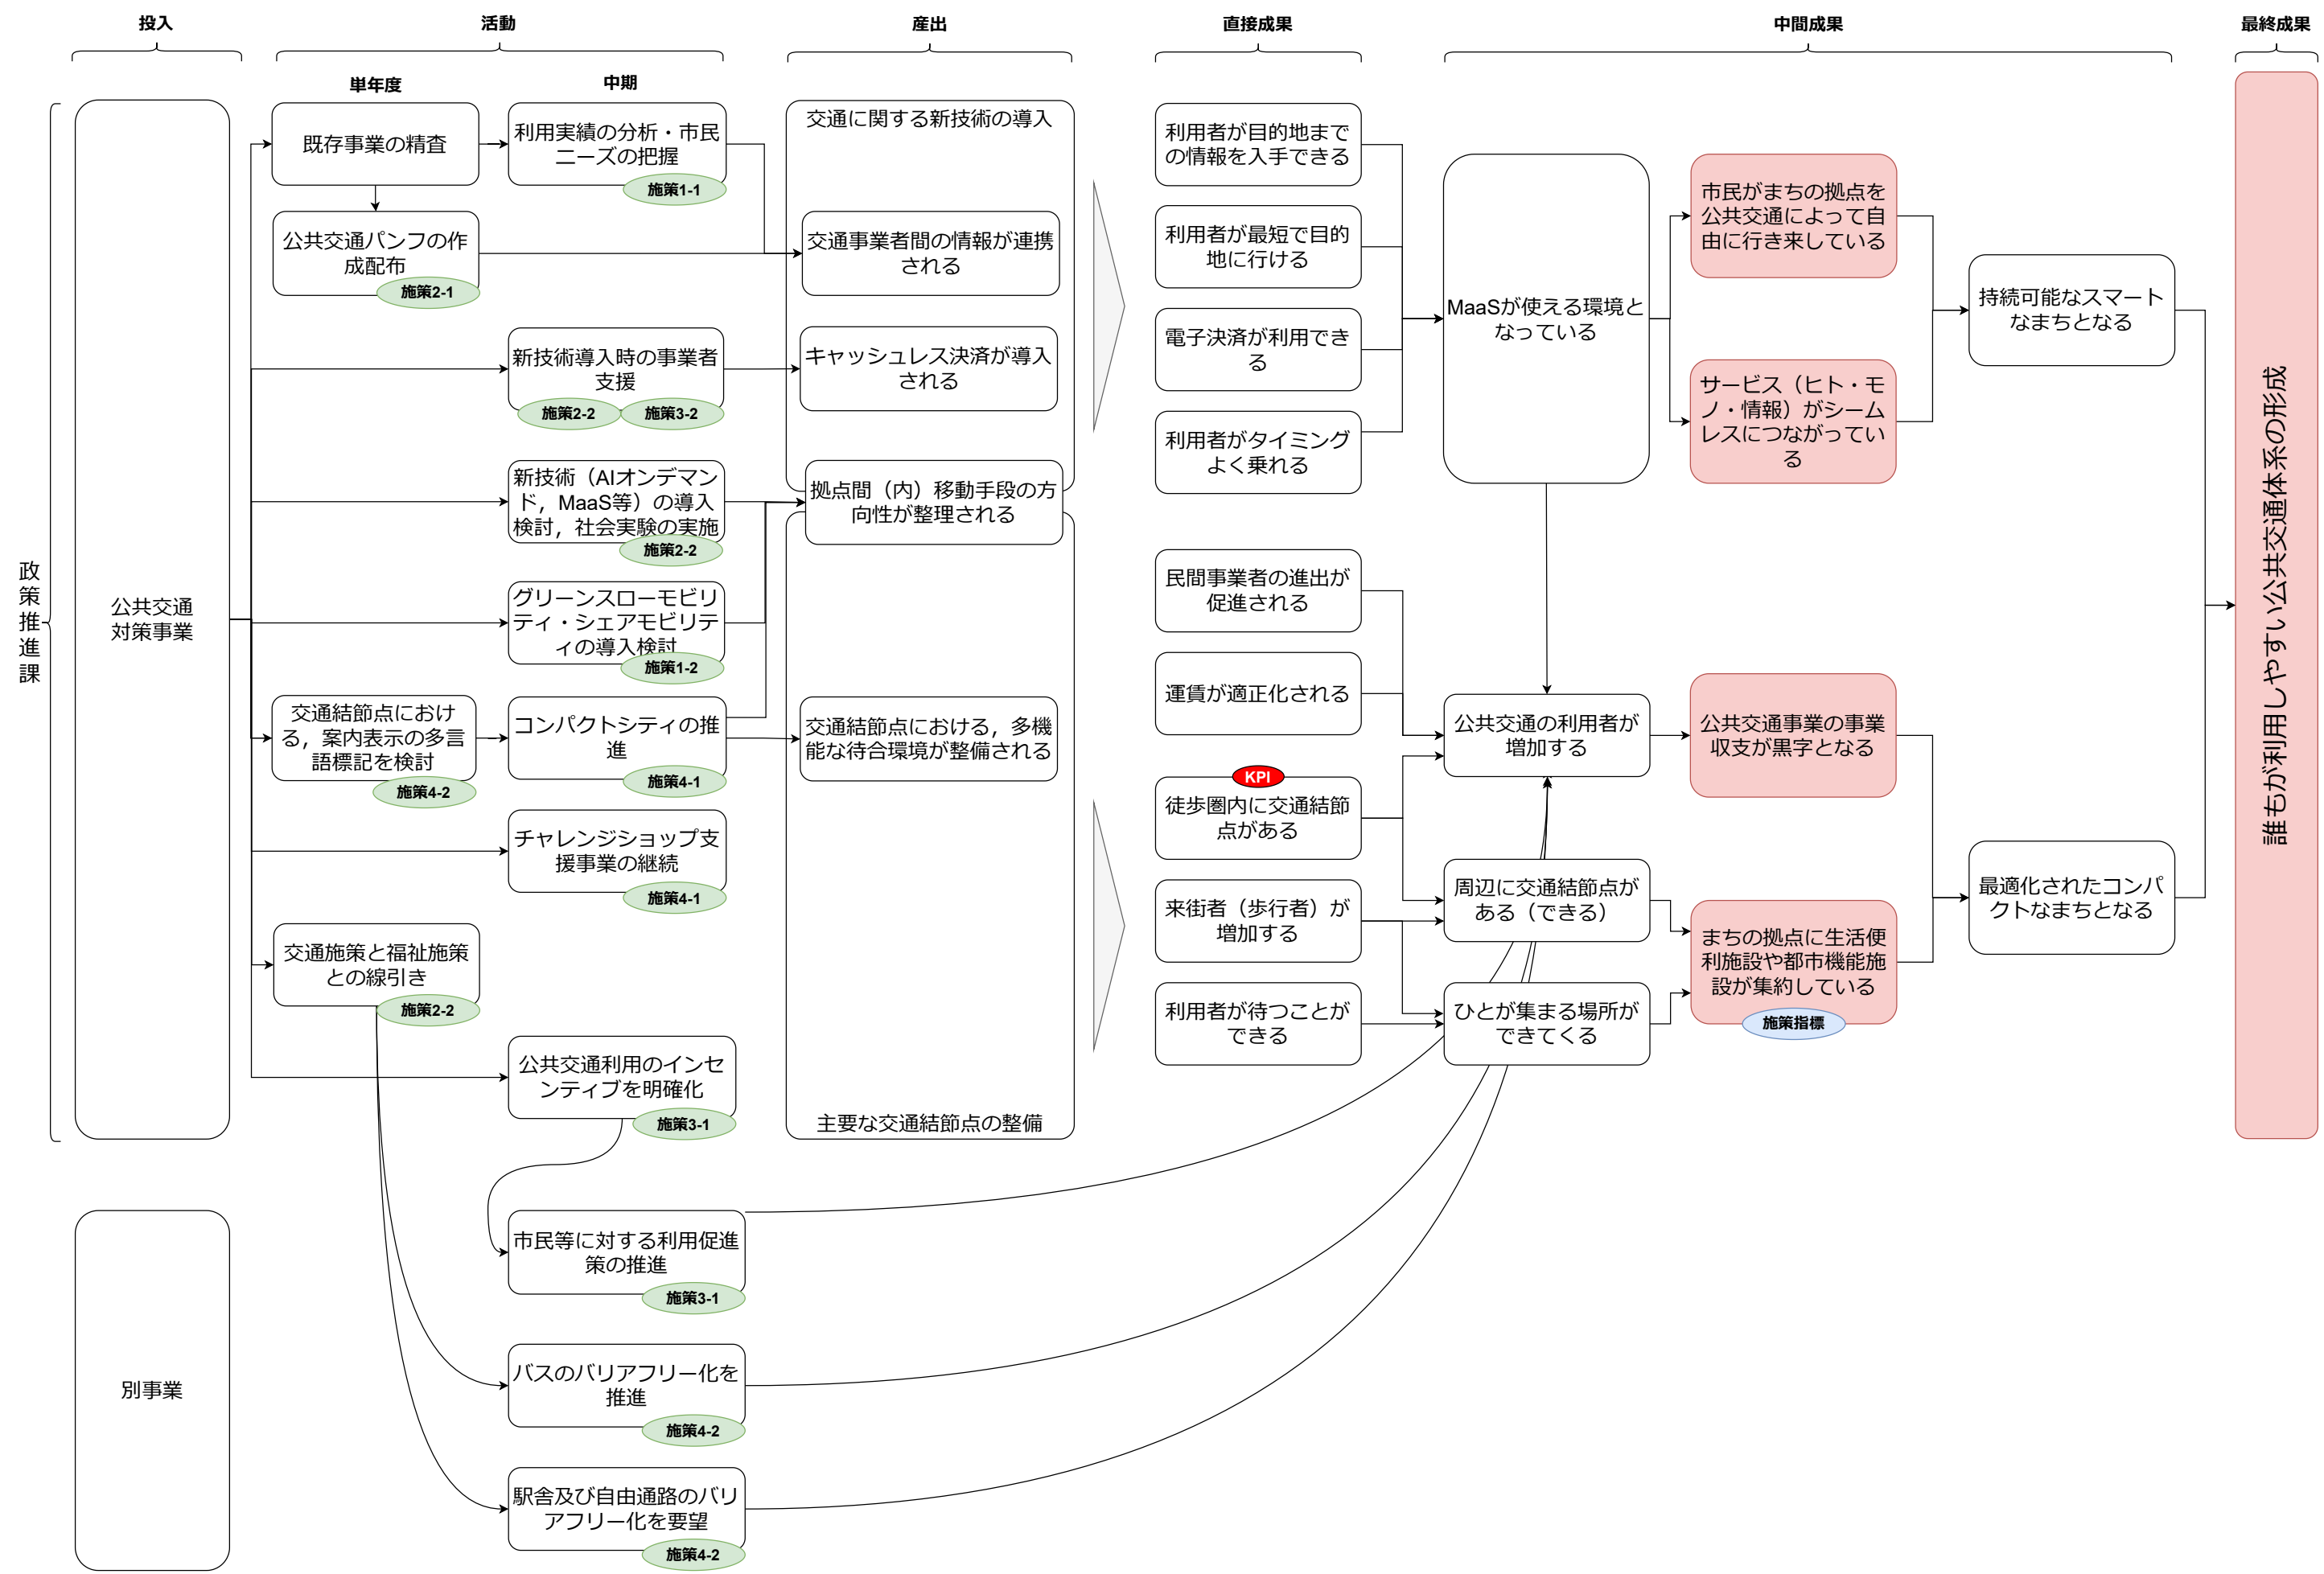 投入
活動
産出
直接成果
中間成果
最終成果
単年度
中期
政策推進課
公共交通
対策事業
別事業
既存事業の精査
公共交通パンフの作
成配布
施策2-1
交通結節点におけ
る，案内表示の多言
語標記を検討
施策4-2
交通施策と福祉施策
との線引き
施策2-2
利用実績の分析・市民
ニーズの把握
施策1-1
新技術導入時の事業者
支援
施策2-2
施策3-2
新技術（AIオンデマン
ド，MaaS等）の導入
検討，社会実験の実施
施策2-2
グリーンスローモビリ
ティ・シェアモビリテ
ィの導入検討
施策1-2
コンパクトシティの推
進
施策4-1
チャレンジショップ支
援事業の継続
施策4-1
公共交通利用のインセ
ンティブを明確化
施策3-1
市民等に対する利用促進
策の推進
施策3-1
バスのバリアフリー化を
推進
施策4-2
駅舎及び自由通路のバリ
アフリー化を要望
施策4-2
交通に関する新技術の導入
交通事業者間の情報が連携
される
キャッシュレス決済が導入
される
拠点間（内）移動手段の方
向性が整理される
交通結節点における，多機
能な待合環境が整備される
主要な交通結節点の整備
利用者が目的地まで
の情報を入手できる
利用者が最短で目的
地に行ける
電子決済が利用でき
る
利用者がタイミング
よく乗れる
民間事業者の進出が
促進される
運賃が適正化される
KPI
徒歩圏内に交通結節
点がある
来街者（歩行者）が
増加する
利用者が待つことが
できる
MaaSが使える環境と
なっている
公共交通の利用者が
増加する
周辺に交通結節点が
ある（できる）
ひとが集まる場所が
できてくる
市民がまちの拠点を
公共交通によって自
由に行き来している
サービス（ヒト・モ
ノ・情報）がシーム
レスにつながってい
る
公共交通事業の事業
収支が黒字となる
まちの拠点に生活便
利施設や都市機能施
設が集約している
施策指標
持続可能なスマート
なまちとなる
最適化されたコンパ
クトなまちとなる
誰もが利用しやすい公共交通体系の形成